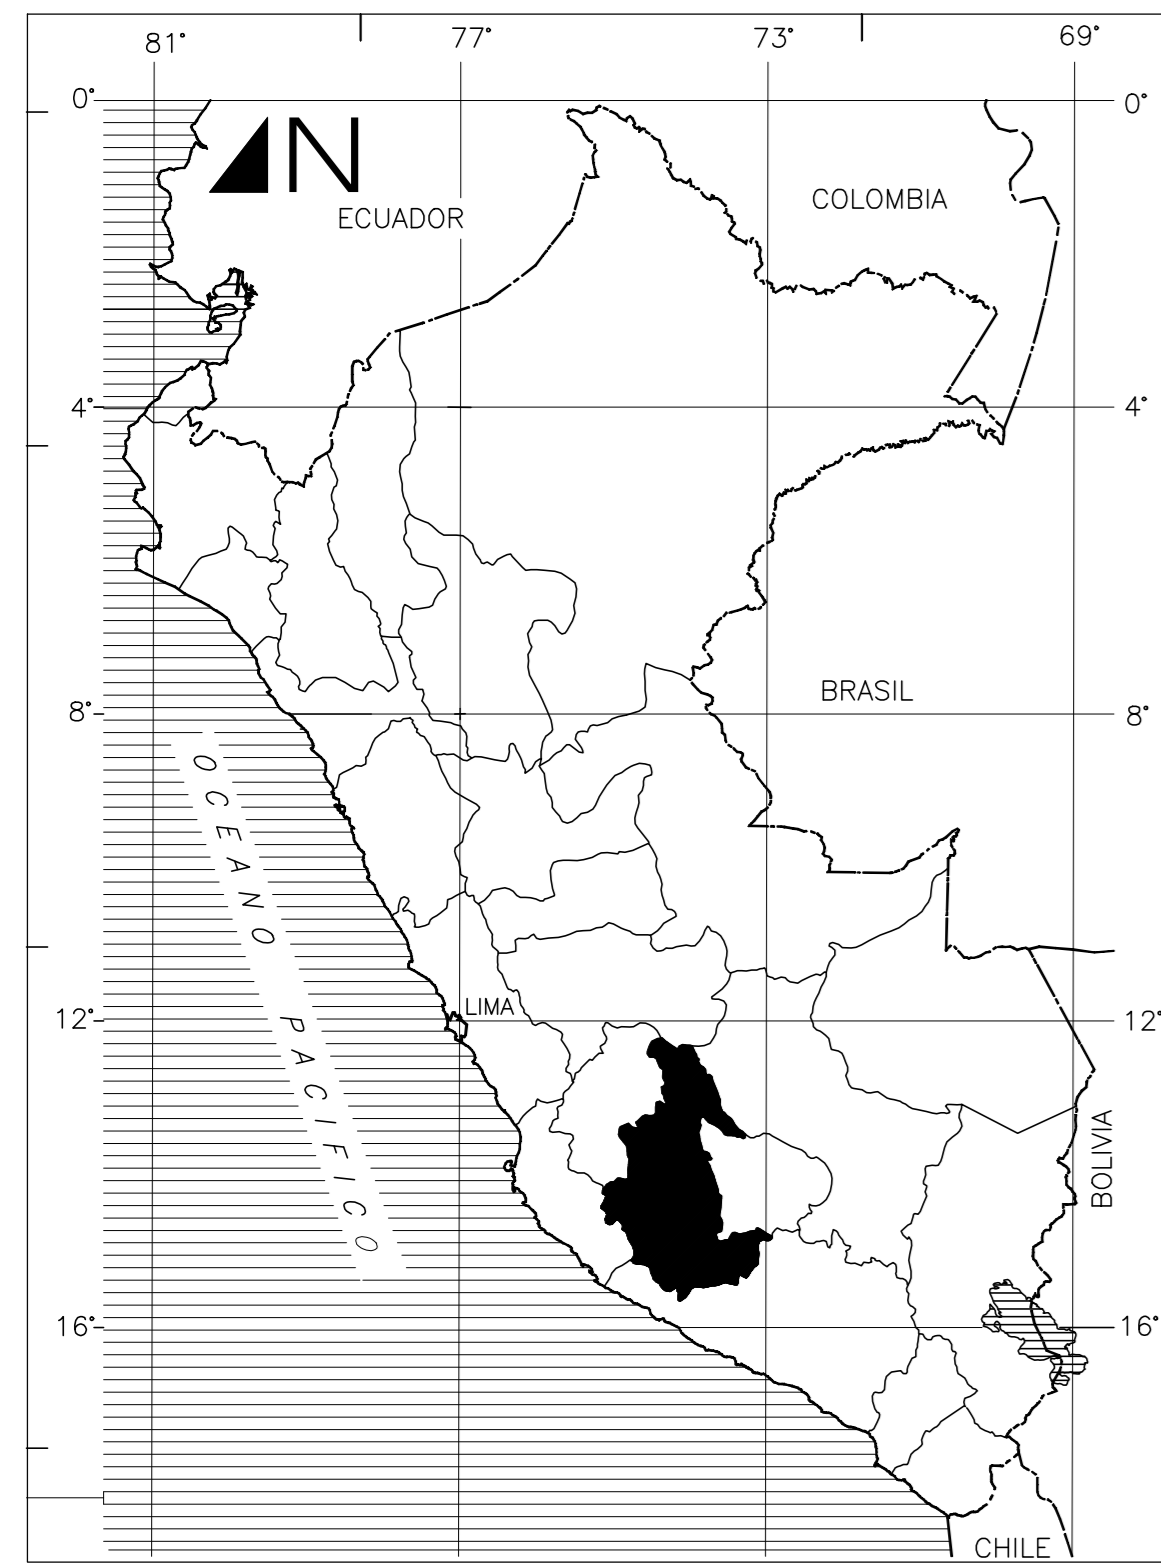 81° 77° 73° 69°
0° 0°
N
ECUADOR
COLOMBIA
4° 4°
BRASIL
8° 8°
OCEANO PACIFICO
LIMA
12° 12°
BOLIVIA
16° 16°
CHILE